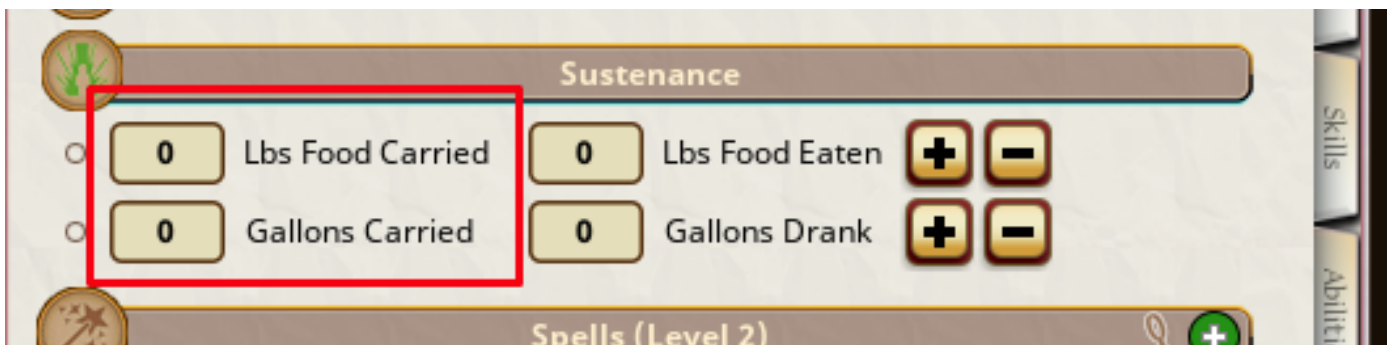 Sustenance
0 Lbs Food Carried 0 Lbs Food Eaten
0 Gallons Carried 0 Gallons Drank
Spells (Level 2)
Skills